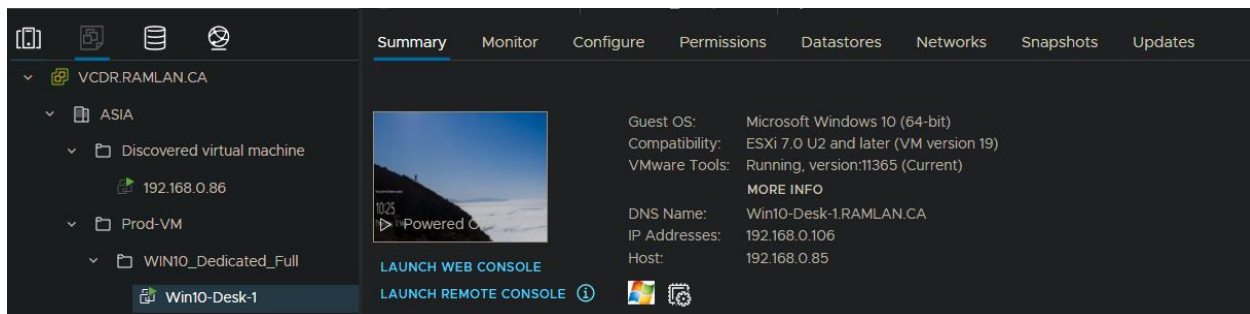 Summary Monitor Configure Permissions Datastores Networks Snapshots Updates
VCDR.RAMLAN.CA
ASIA
Discovered virtual machine
192.168.0.86
Prod-VM
WIN10_Dedicated_Full
Win10-Desk-1
10:25
Powered
LAUNCH WEB CONSOLE
LAUNCH REMOTE CONSOLE
Guest OS: Microsoft Windows 10 (64-bit)
Compatibility: ESXi 7.0 U2 and later (VM version 19)
VMware Tools: Running, version:11365 (Current)
MORE INFO
DNS Name: Win10-Desk-1.RAMLAN.CA
IP Addresses: 192.168.0.106
Host: 192.168.0.85